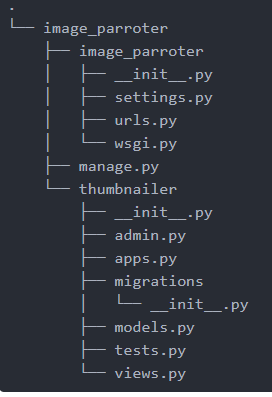 .
└── image_parroter
    ├── image_parroter
    │   ├── __init__.py
    │   ├── settings.py
    │   ├── urls.py
    │   └── wsgi.py
    ├── manage.py
    └── thumbnailer
        ├── __init__.py
        ├── admin.py
        ├── apps.py
        ├── migrations
        │   └── __init__.py
        ├── models.py
        ├── tests.py
        └── views.py